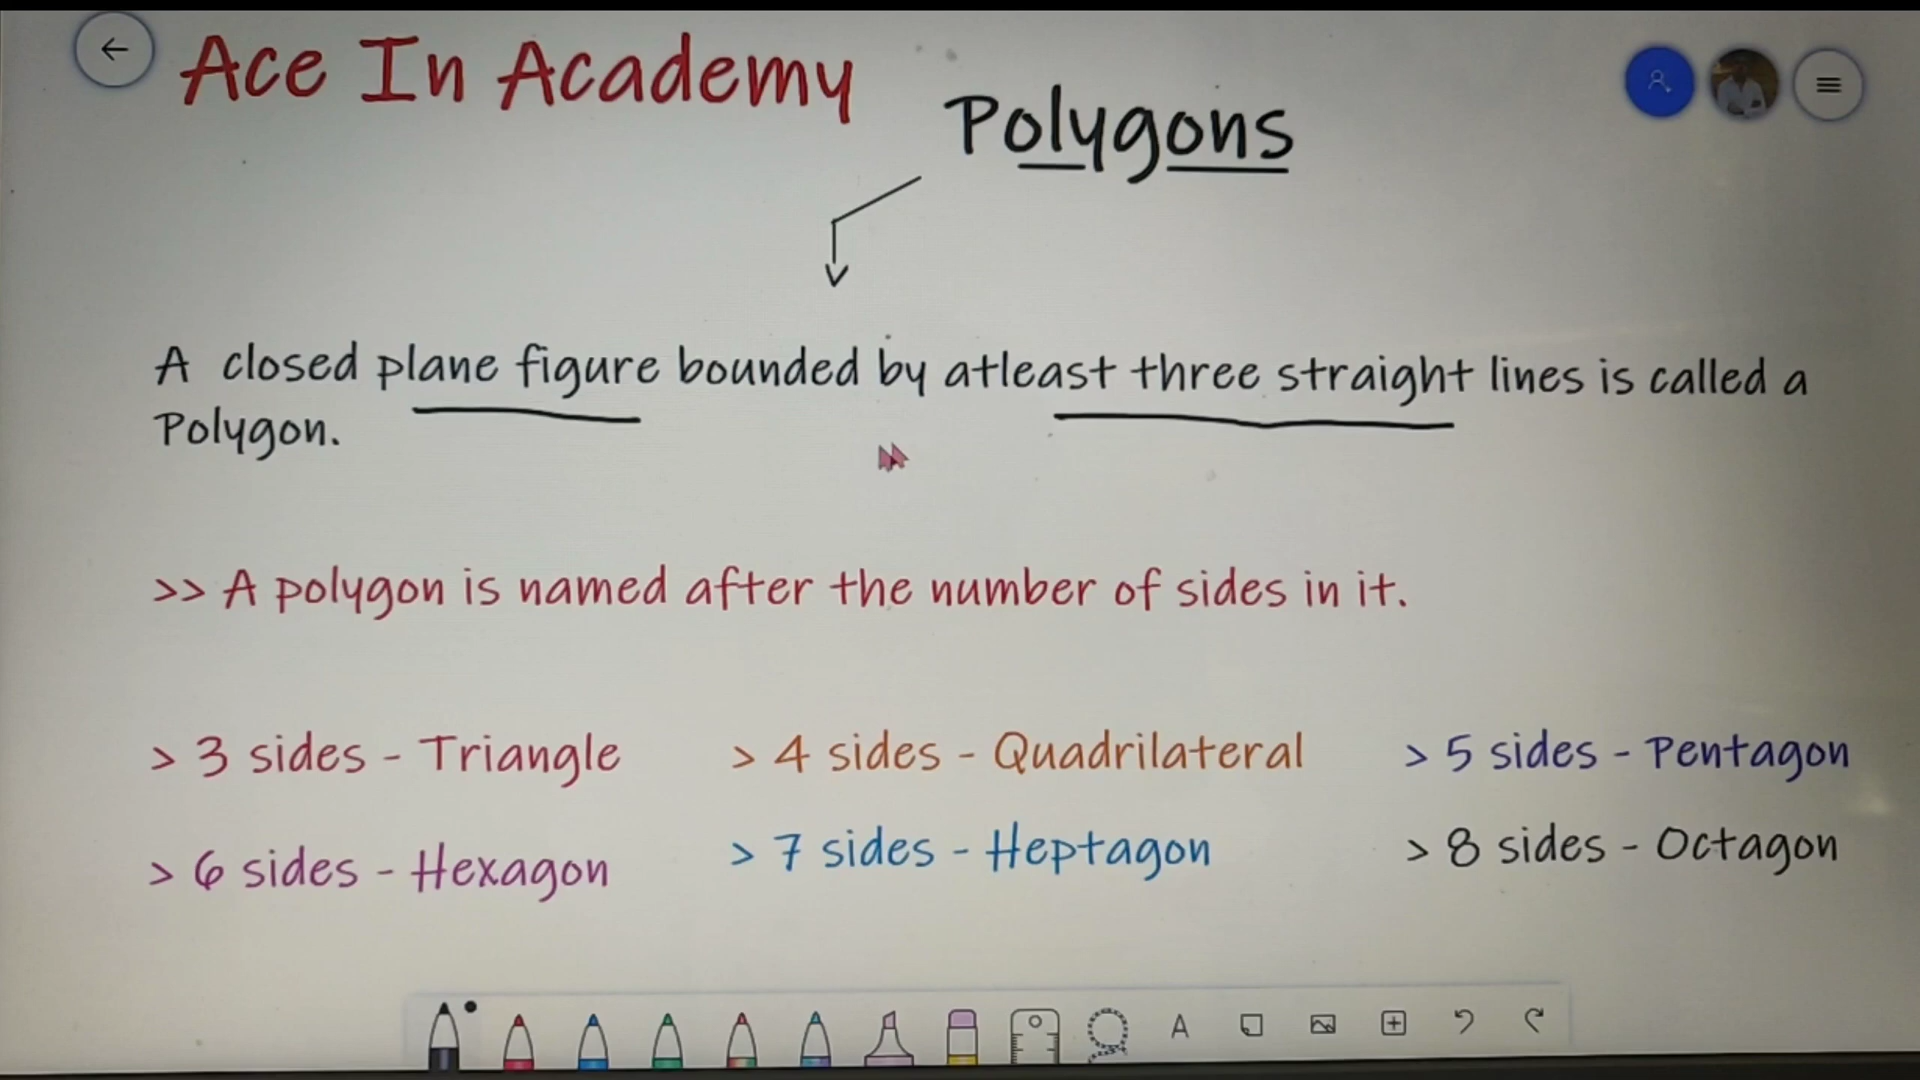 Ace In Academy
Polygons
A closed plane figure bounded by atleast three straight lines is called a
Polygon.
>> A polygon is named after the number of sides in it.
> 3 sides - Triangle > 4 sides - Quadrilateral > 5 sides - Pentagon
> 6 sides - Hexagon > 7 sides - Heptagon > 8 sides - Octagon
A